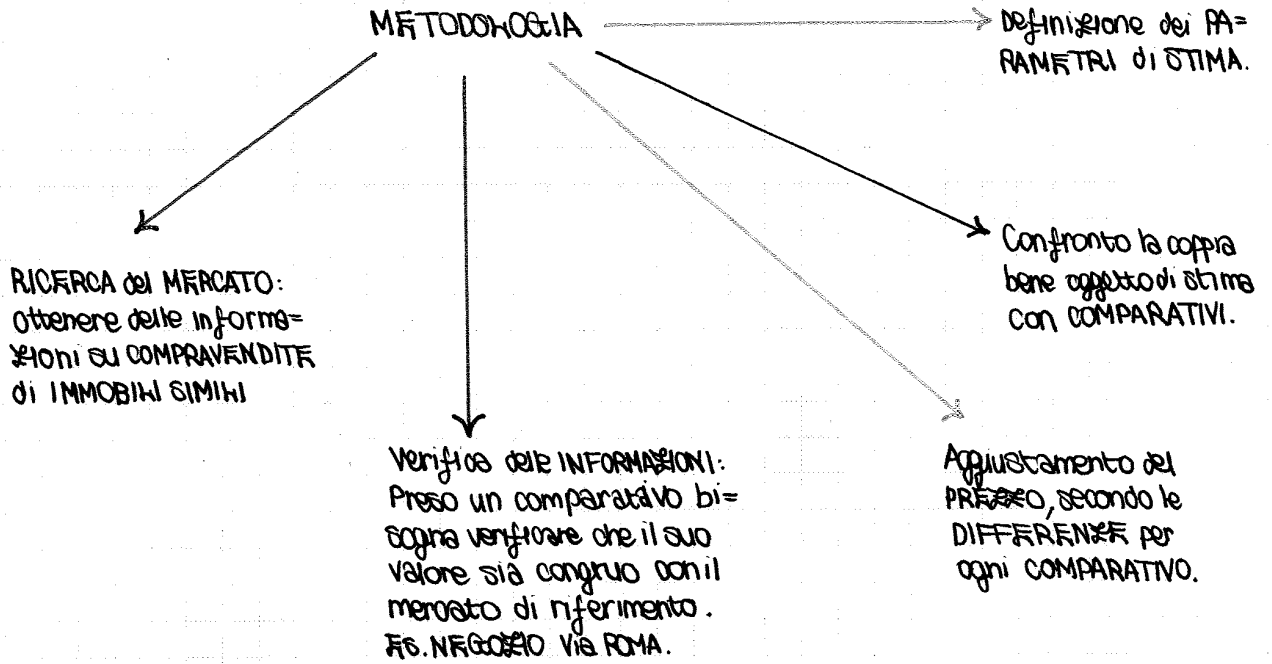 METODOLOGIA
Definizione dei PA=
RAMETRI di STIMA.
RICERCA del MERCATO:
ottenere delle informa=
zioni su COMPRAVENDITE
di IMMOBILI SIMILI
Verifica delle INFORMAZIONI:
Preso un comparativo bi=
sogna verificare che il suo
valore sia congruo con il
mercato di riferimento.
ES. NEGOZIO Via ROMA.
Confronto la coppia
bene oggetto di stima
con COMPARATIVI.
Aggiustamento del
PREZZO, secondo le
DIFFERENZE per
ogni COMPARATIVO.